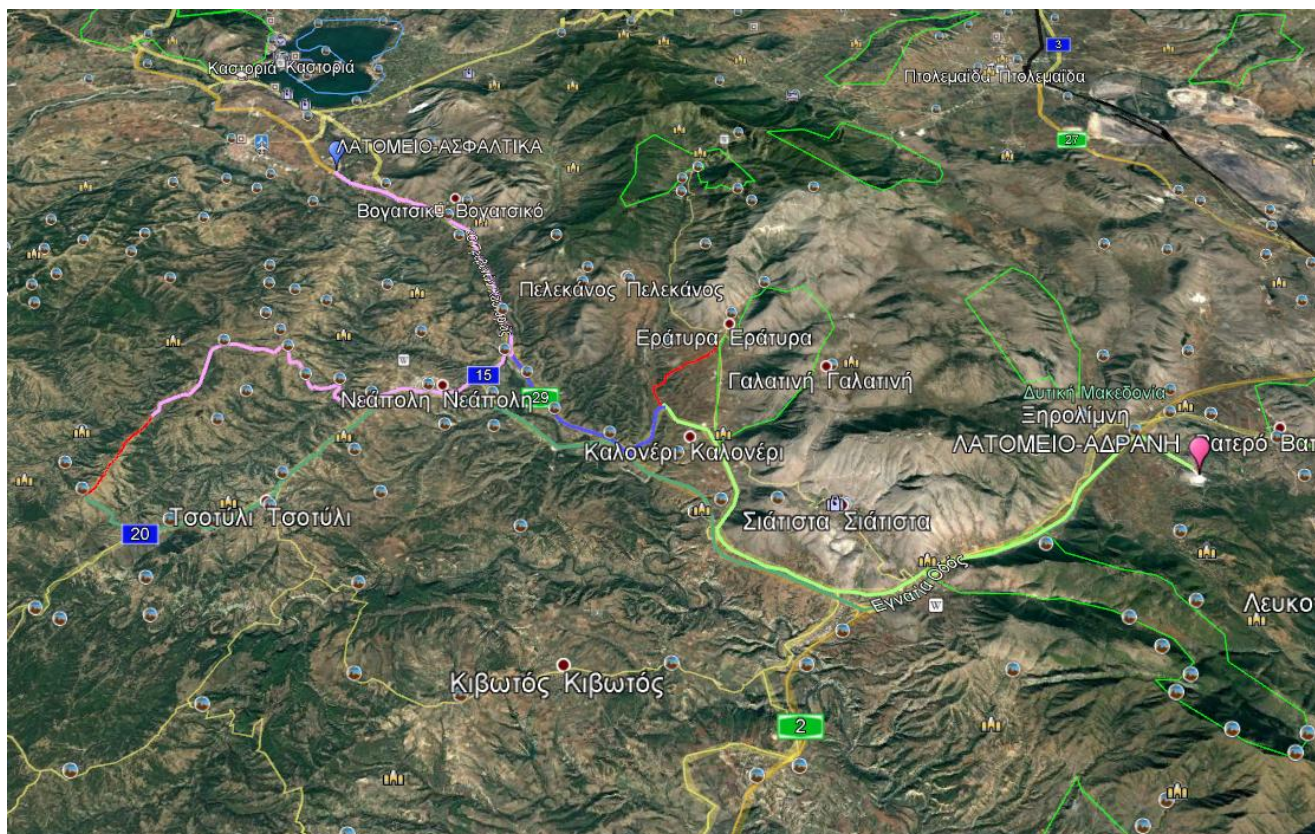 Καστοριά Καστοριά
3
Πτολεμαΐδα Πτολεμαΐδα
27
ΛΑΤΟΜΕΙΟ-ΑΣΦΑΛΤΙΚΑ
Βογατσικό Βογατσικό
Πελεκάνος Πελεκάνος
Εράτυρα Εράτυρα
15
Νεάπολη Νεάπολη
29
Γαλατινή Γαλατινή
Δυτική Μακεδονία
Ξηρολίμνη
Καλονέρι Καλονέρι
ΛΑΤΟΜΕΙΟ-ΑΔΡΑΝΗ
W
Τσοτύλι Τσοτύλι
Σιάτιστα Σιάτιστα
20
Εγνατία Οδός
W
Κιβωτός Κιβωτός
2